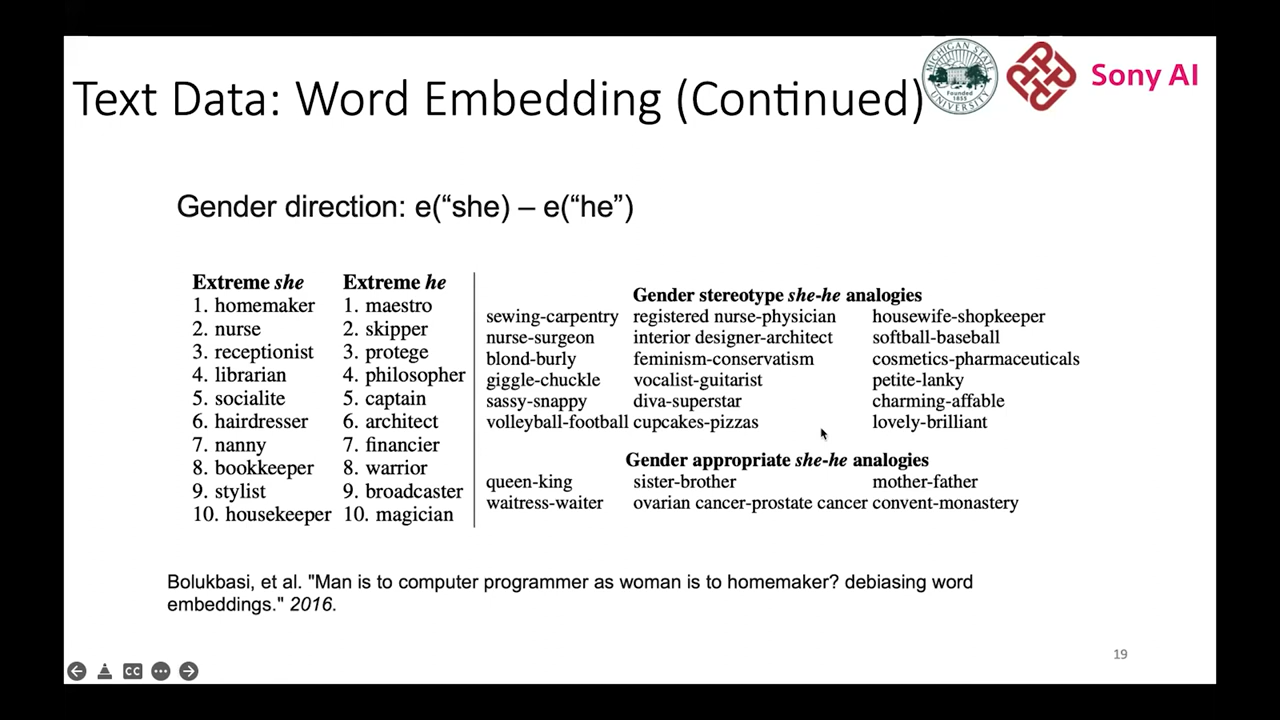 Text Data: Word Embedding (Continued)
MICHIGAN STATE UNIVERSITY
Founded 1855
Sony AI
Gender direction: e(“she) – e(“he”)
Extreme she
1. homemaker
2. nurse
3. receptionist
4. librarian
5. socialite
6. hairdresser
7. nanny
8. bookkeeper
9. stylist
10. housekeeper
Extreme he
1. maestro
2. skipper
3. protege
4. philosopher
5. captain
6. architect
7. financier
8. warrior
9. broadcaster
10. magician
Gender stereotype she-he analogies
sewing-carpentry registered nurse-physician housewife-shopkeeper
nurse-surgeon interior designer-architect softball-baseball
blond-burly feminism-conservatism cosmetics-pharmaceuticals
giggle-chuckle vocalist-guitarist petite-lanky
sassy-snappy diva-superstar charming-affable
volleyball-football cupcakes-pizzas lovely-brilliant
Gender appropriate she-he analogies
queen-king sister-brother mother-father
waitress-waiter ovarian cancer-prostate cancer convent-monastery
Bolukbasi, et al. "Man is to computer programmer as woman is to homemaker? debiasing word
embeddings." 2016.
CC
19